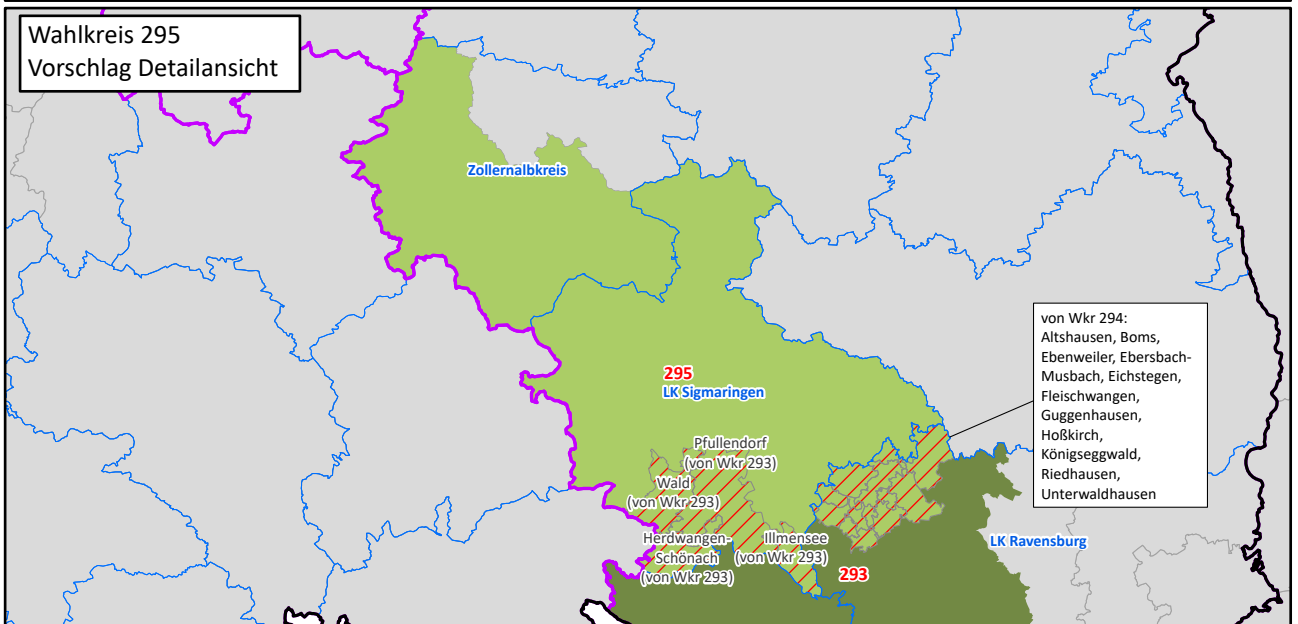 Wahlkreis 295
Vorschlag Detailansicht
Zollernalbkreis
von Wkr 294:
Altshausen, Boms,
Ebenweiler, Ebersbach-
Musbach, Eichstegen,
Fleischwangen,
Guggenhausen,
Hoßkirch,
Königseggwald,
Riedhausen,
Unterwaldhausen
295
LK Sigmaringen
Pfullendorf
(von Wkr 293)
Wald
(von Wkr 293)
Herdwangen-
Schönach
(von Wkr 293)
Illmensee
(von Wkr 293)
LK Ravensburg
293